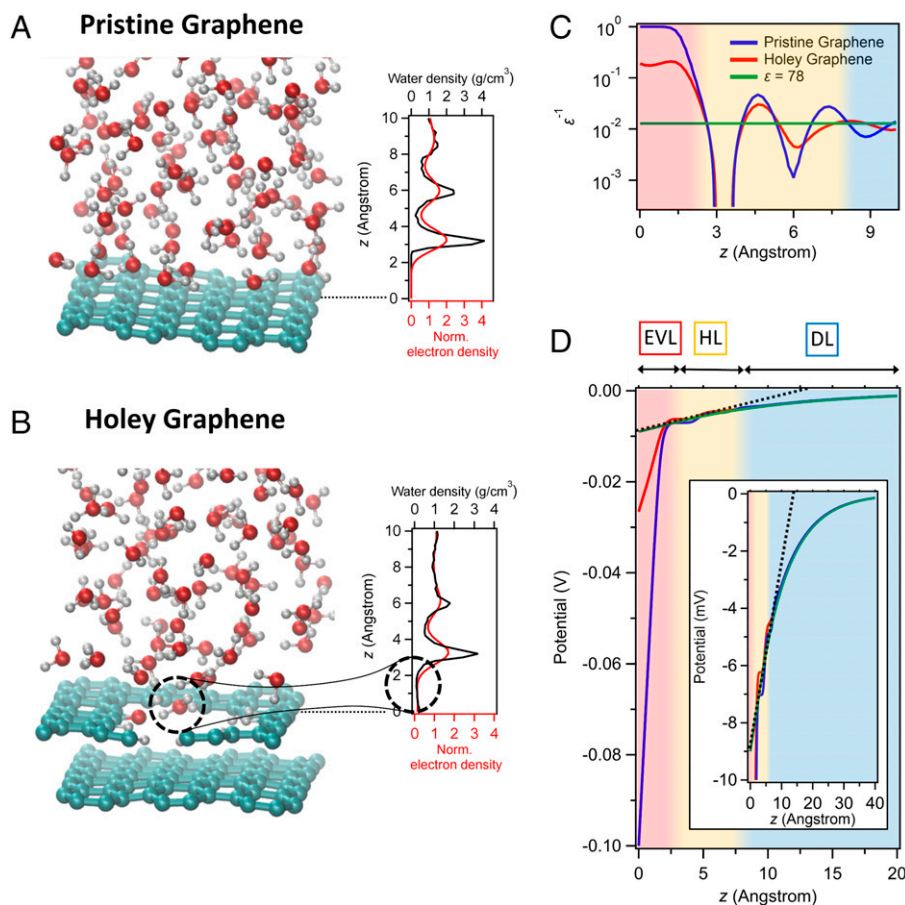 A
Pristine Graphene
Water density (g/cm³)
0 1 2 3 4
10
8
6
4
2
0
z (Angstrom)
0 1 2 3 4
Norm.
electron density
B
Holey Graphene
Water density (g/cm³)
0 1 2 3 4
10
8
6
4
2
0
z (Angstrom)
0 1 2 3 4
Norm.
electron density
C
10⁰
10⁻¹
10⁻²
10⁻³
ε⁻¹
Pristine Graphene
Holey Graphene
ε = 78
0 3 6 9
z (Angstrom)
D
EVL HL DL
0.00
-0.02
-0.04
-0.06
-0.08
-0.10
Potential (V)
0 5 10 15 20
z (Angstrom)
0
-2
-4
-6
-8
-10
Potential (mV)
0 10 20 30 40
z (Angstrom)